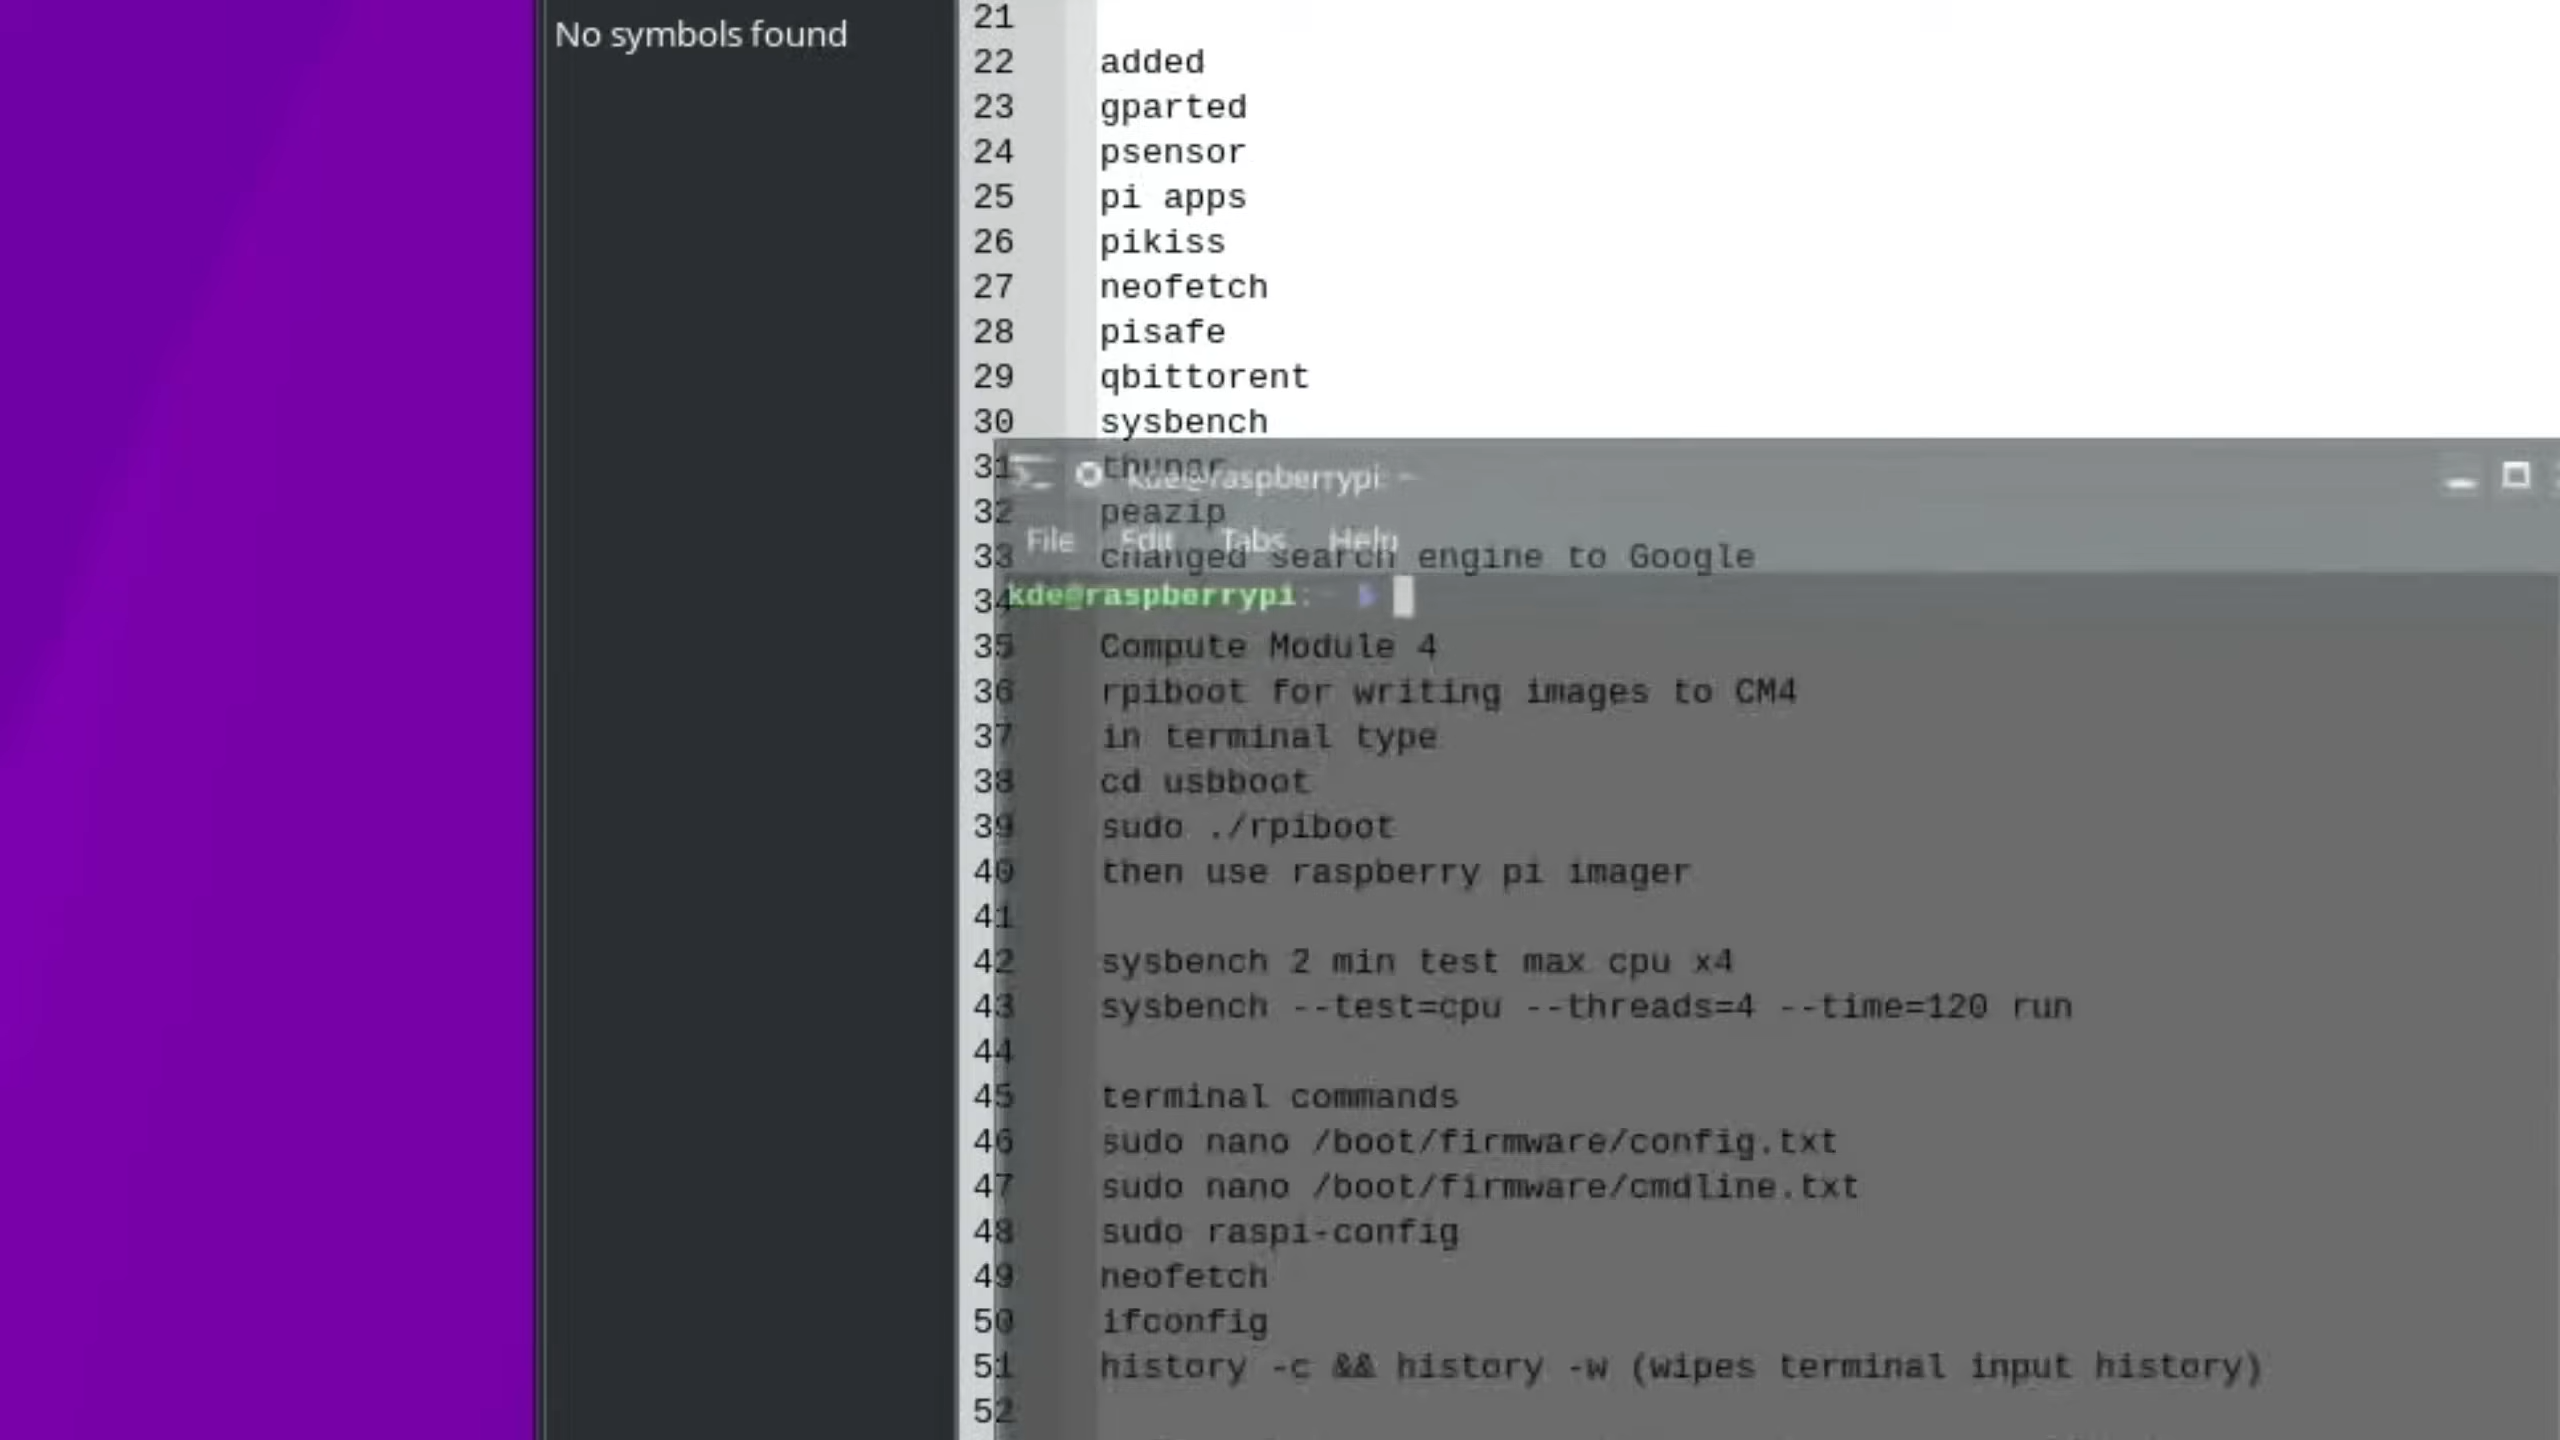 No symbols found
21
22 added
23 gparted
24 psensor
25 pi apps
26 pikiss
27 neofetch
28 pisafe
29 qbittorent
30 sysbench
31 thunar
kde@raspberrypi: ~
32 peazip
File Edit Tabs Help
33 changed search engine to Google
34
kde@raspberrypi:
35 Compute Module 4
36 rpiboot for writing images to CM4
37 in terminal type
38 cd usbboot
39 sudo ./rpiboot
40 then use raspberry pi imager
41
42 sysbench 2 min test max cpu x4
43 sysbench --test=cpu --threads=4 --time=120 run
44
45 terminal commands
46 sudo nano /boot/firmware/config.txt
47 sudo nano /boot/firmware/cmdline.txt
48 sudo raspi-config
49 neofetch
50 ifconfig
51 history -c && history -w (wipes terminal input history)
52